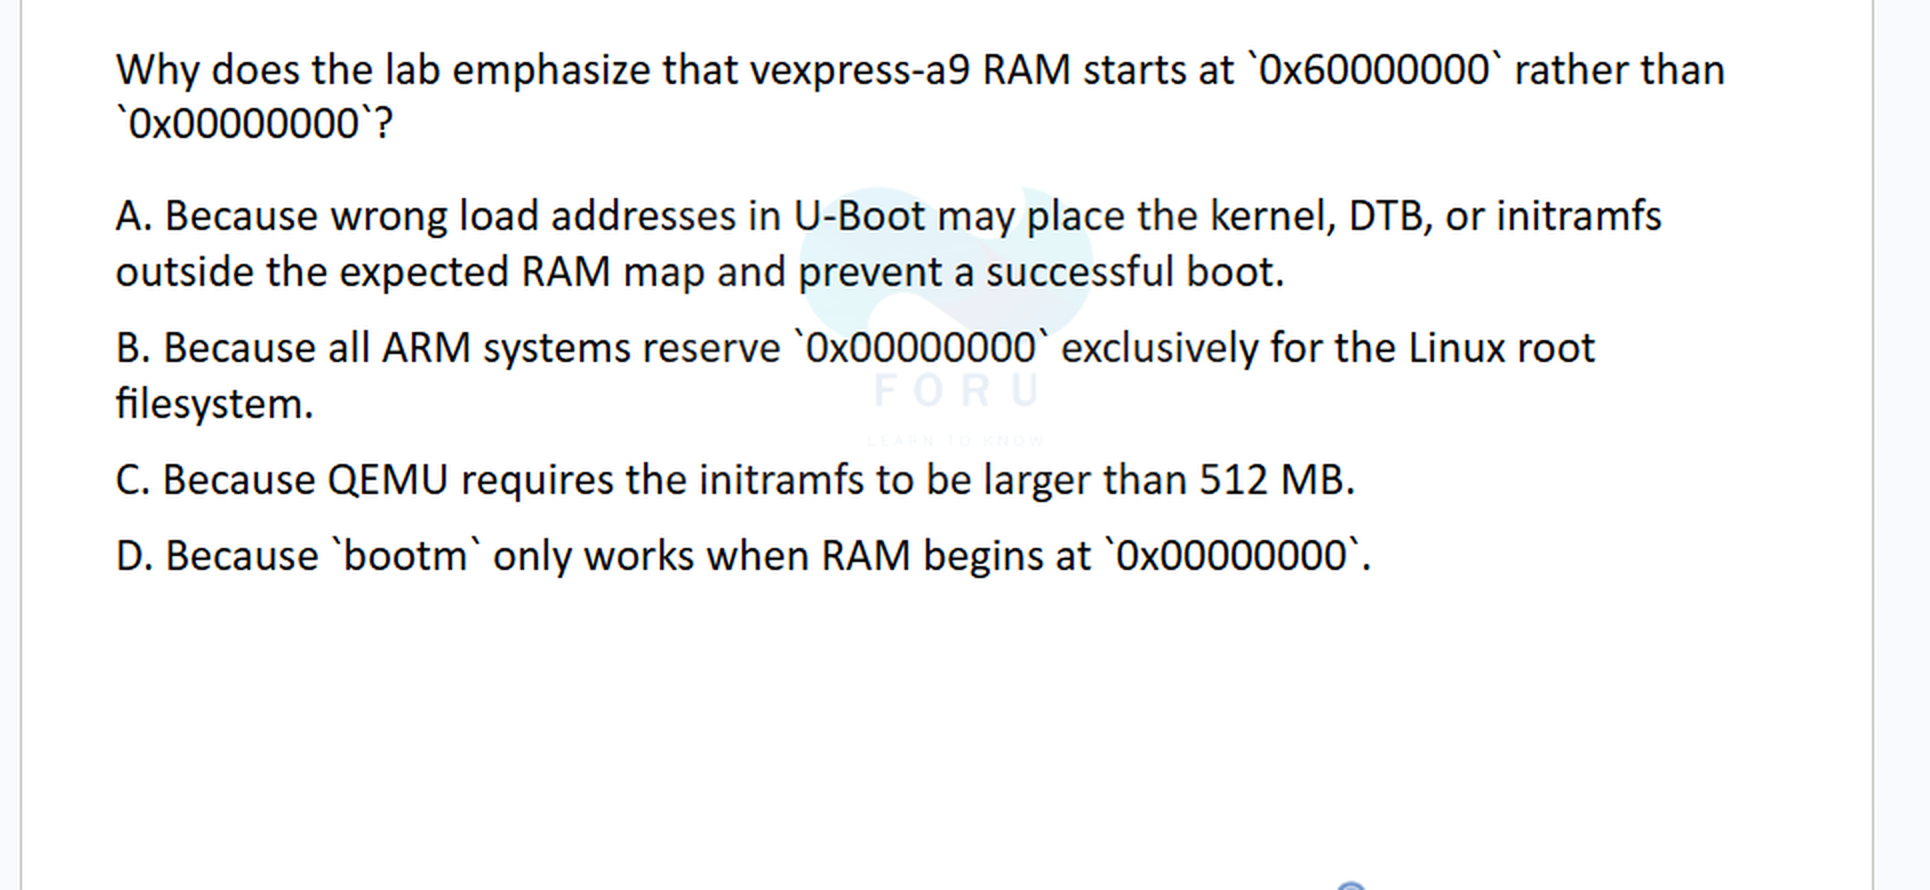 Why does the lab emphasize that vexpress-a9 RAM starts at `0x60000000` rather than
`0x00000000`?
A. Because wrong load addresses in U-Boot may place the kernel, DTB, or initramfs
outside the expected RAM map and prevent a successful boot.
B. Because all ARM systems reserve `0x00000000` exclusively for the Linux root
filesystem.
FORU
LEARN TO KNOW
C. Because QEMU requires the initramfs to be larger than 512 MB.
D. Because `bootm` only works when RAM begins at `0x00000000`.